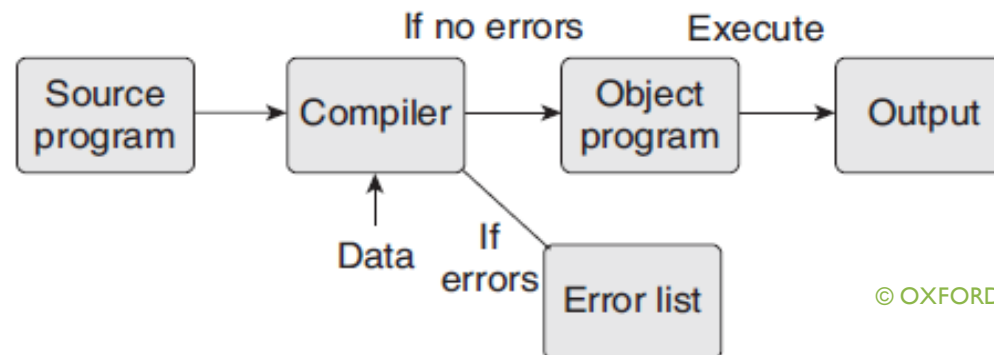 If no errors
Execute
Source
program
Compiler
Object
program
Output
Data
If
errors
Error list
© OXFORD